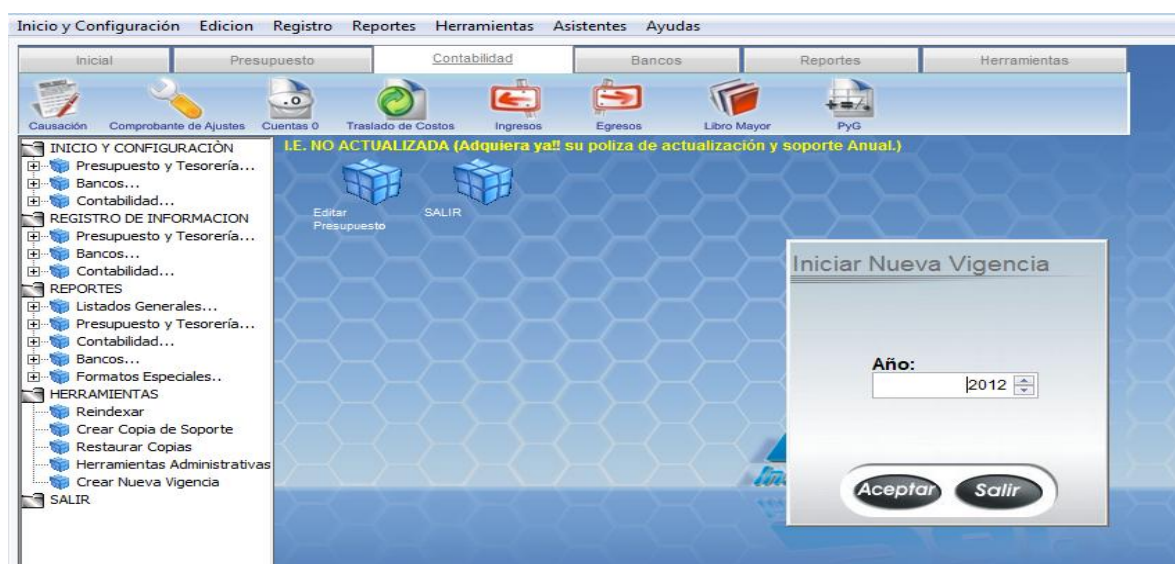 Inicio y Configuración Edicion Registro Reportes Herramientas Asistentes Ayudas
Inicial Presupuesto Contabilidad Bancos Reportes Herramientas
Causación Comprobante de Ajustes Cuentas 0 Traslado de Costos Ingresos Egresos Libro Mayor PyG
I.E. NO ACTUALIZADA (Adquiera ya!! su poliza de actualización y soporte Anual.)
INICIO Y CONFIGURACIÒN
Presupuesto y Tesorería...
Bancos...
Contabilidad...
REGISTRO DE INFORMACION
Presupuesto y Tesorería...
Bancos...
Contabilidad...
REPORTES
Listados Generales...
Presupuesto y Tesorería...
Contabilidad...
Bancos...
Formatos Especiales..
HERRAMIENTAS
Reindexar
Crear Copia de Soporte
Restaurar Copias
Herramientas Administrativas
Crear Nueva Vigencia
SALIR
Editar
Presupuesto
SALIR
Iniciar Nueva Vigencia
Año:
2012
Aceptar Salir